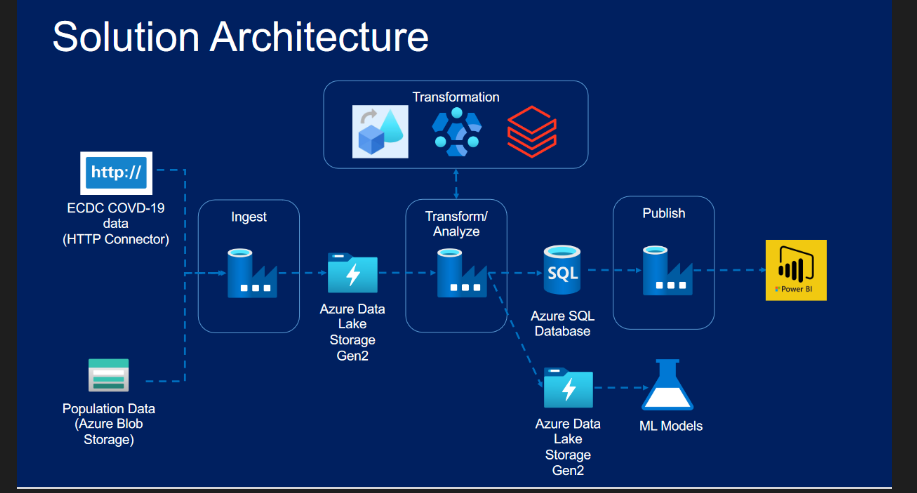 Solution Architecture
Transformation
http://
ECDC COVD-19
data
(HTTP Connector)
Ingest
Transform/
Analyze
Publish
SQL
Power BI
Azure Data
Lake
Storage
Gen2
Azure SQL
Database
Population Data
(Azure Blob
Storage)
Azure Data
Lake
Storage
Gen2
ML Models